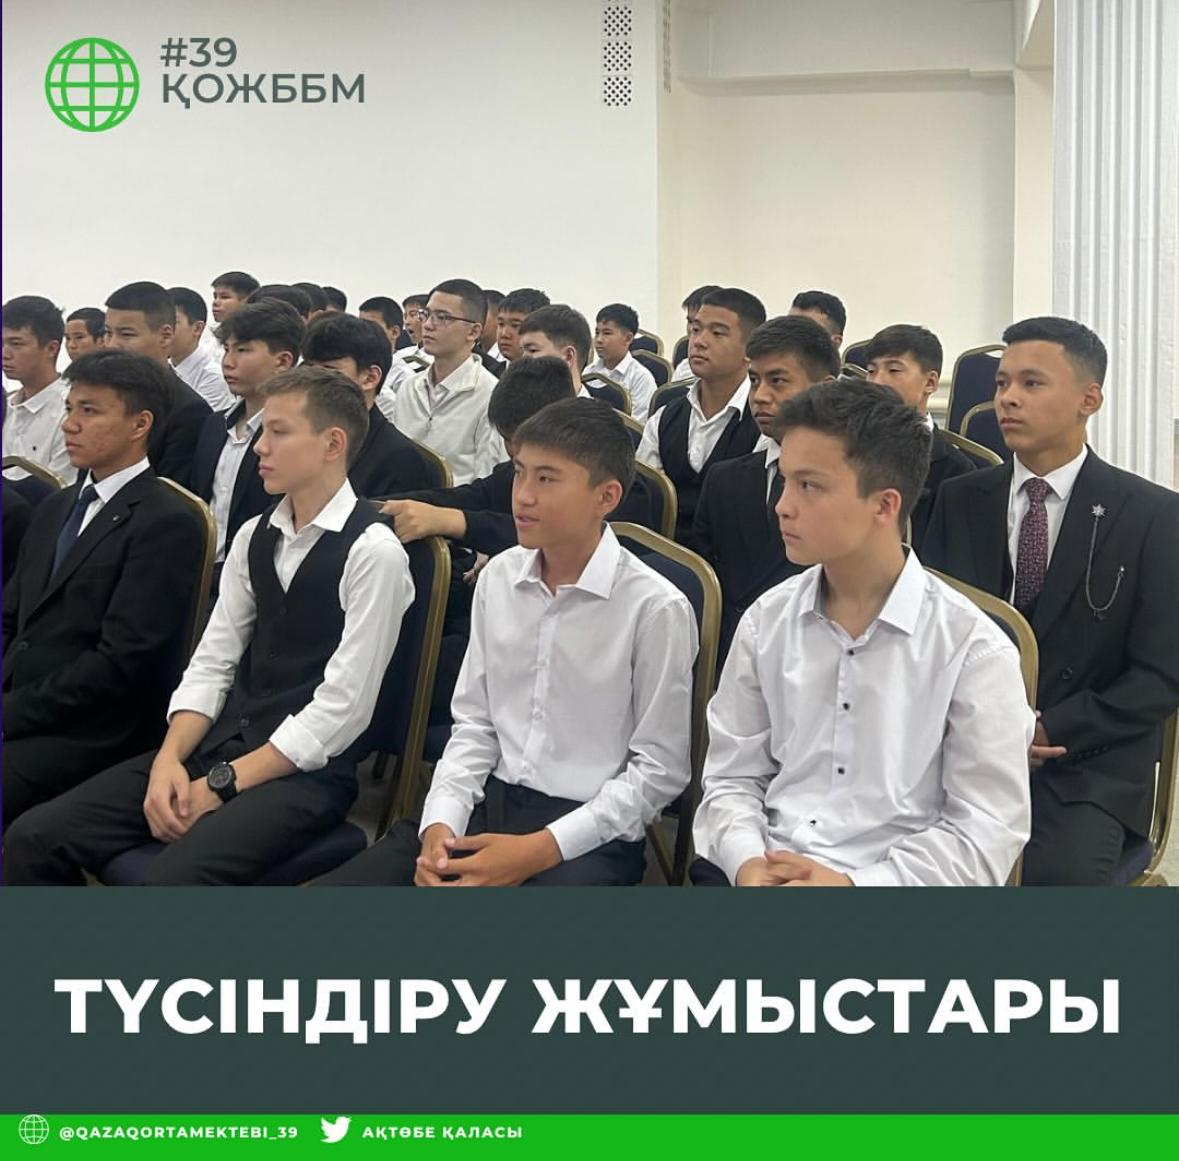 #39
ҚОЖББМ
ТҮСІНДІРУ ЖҰМЫСТАРЫ
@QAZAQORTAMEKTEBI_39 АҚТӨБЕ ҚАЛАСЫ